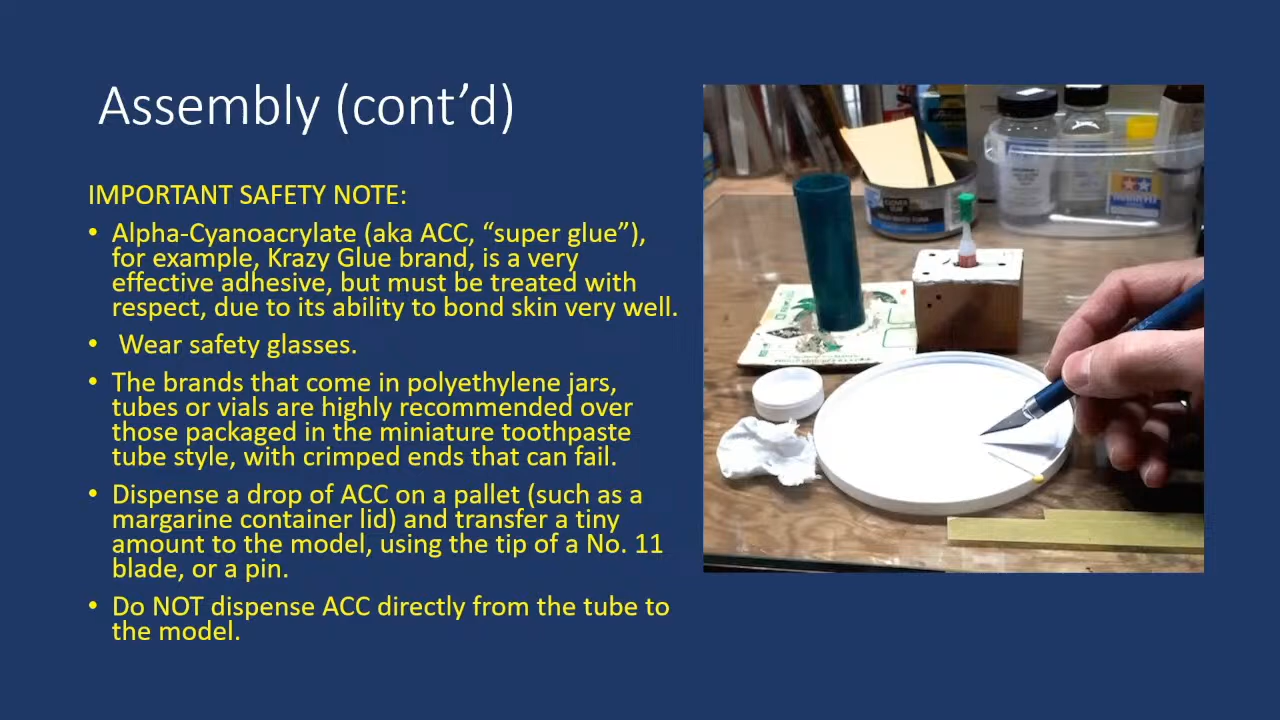 Assembly (cont’d)
IMPORTANT SAFETY NOTE:
• Alpha-Cyanoacrylate (aka ACC, “super glue”),
for example, Krazy Glue brand, is a very
effective adhesive, but must be treated with
respect, due to its ability to bond skin very well.
• Wear safety glasses.
• The brands that come in polyethylene jars,
tubes or vials are highly recommended over
those packaged in the miniature toothpaste
tube style, with crimped ends that can fail.
• Dispense a drop of ACC on a pallet (such as a
margarine container lid) and transfer a tiny
amount to the model, using the tip of a No. 11
blade, or a pin.
• Do NOT dispense ACC directly from the tube to
the model.